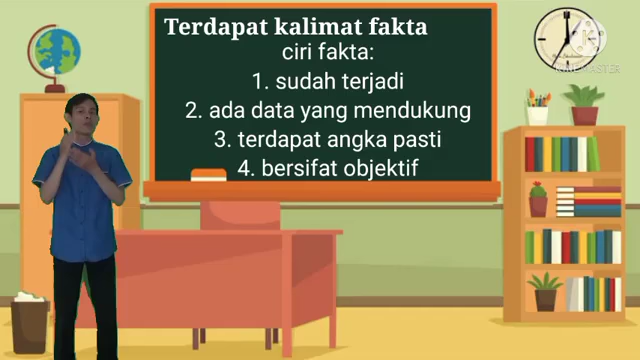 Terdapat kalimat fakta
ciri fakta:
1. sudah terjadi
2. ada data yang mendukung
3. terdapat angka pasti
4. bersifat objektif
KINEMASTER